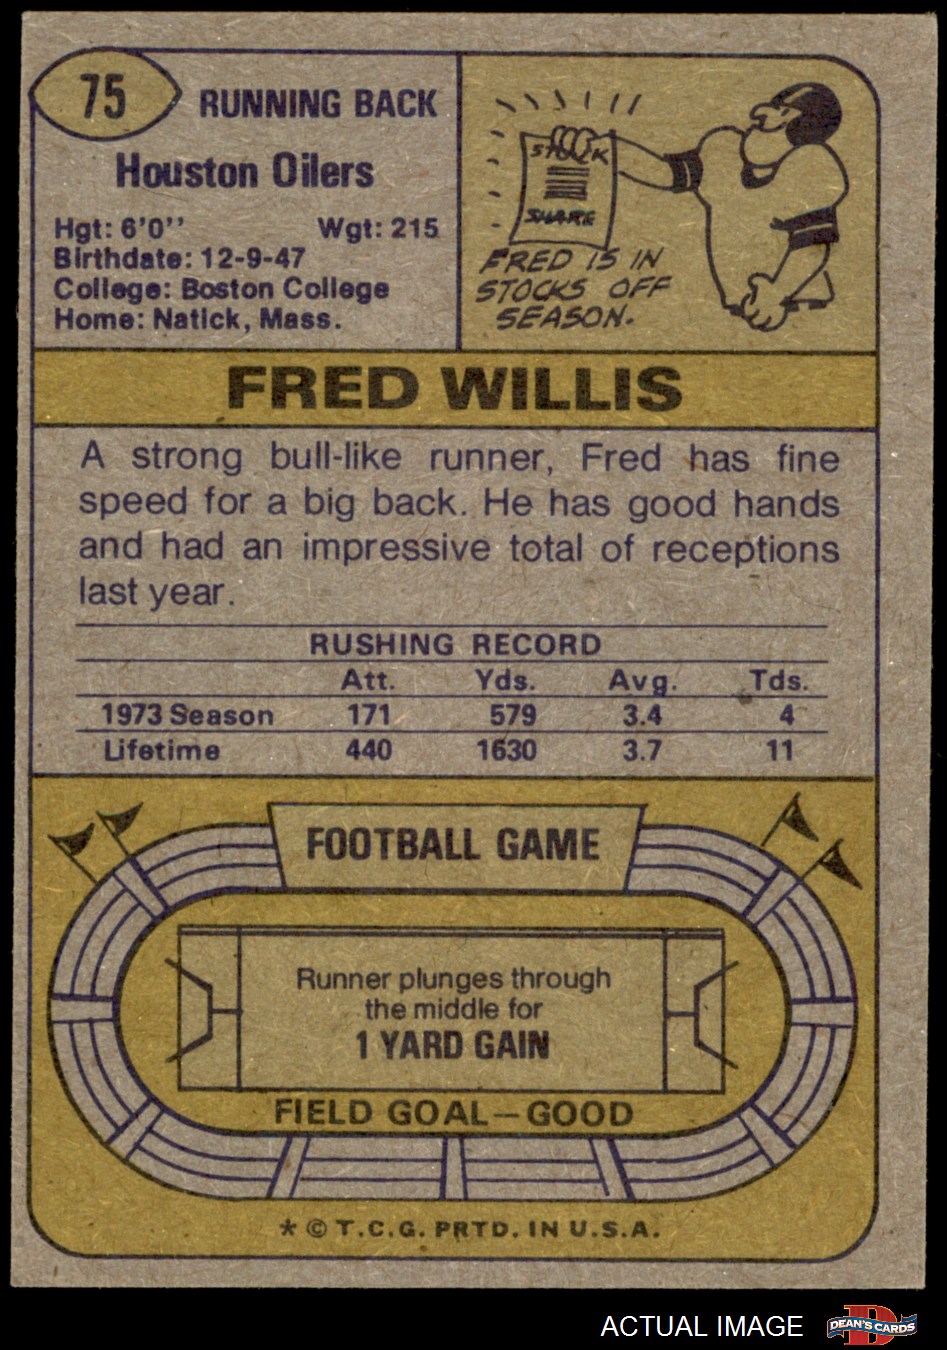 75
RUNNING BACK
Houston Oilers
Hgt: 6'0'' Wgt: 215
Birthdate: 12-9-47
College: Boston College
Home: Natick, Mass.
STOCK
SHARE
FRED IS IN
STOCKS OFF
SEASON.
FRED WILLIS
A strong bull-like runner, Fred has fine
speed for a big back. He has good hands
and had an impressive total of receptions
last year.
RUSHING RECORD
Att. Yds. Avg. Tds.
1973 Season 171 579 3.4 4
Lifetime 440 1630 3.7 11
FOOTBALL GAME
Runner plunges through
the middle for
1 YARD GAIN
FIELD GOAL—GOOD
* © T.C.G. PRTD. IN U.S.A.
ACTUAL IMAGE
D
DEAN'S CARDS